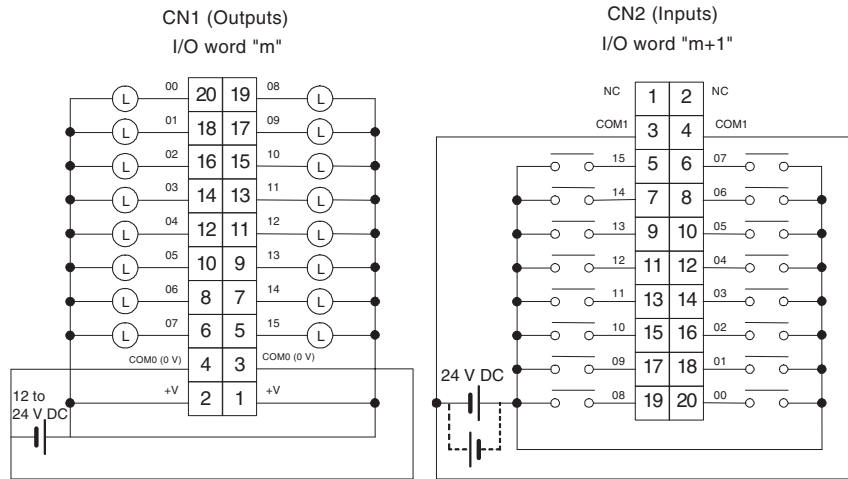 CN1 (Outputs)
I/O word "m"
00 20 19 08
L L
01 18 17 09
L L
02 16 15 10
L L
03 14 13 11
L L
04 12 11 12
L L
05 10 9 13
L L
06 8 7 14
L L
07 6 5 15
L L
COM0 (0 V) 4 3 COM0 (0 V)
+V 2 1 +V
12 to
24 V DC
CN2 (Inputs)
I/O word "m+1"
NC 1 2 NC
COM1 3 4 COM1
15 5 6 07
14 7 8 06
13 9 10 05
12 11 12 04
11 13 14 03
10 15 16 02
09 17 18 01
24 V DC
08 19 20 00